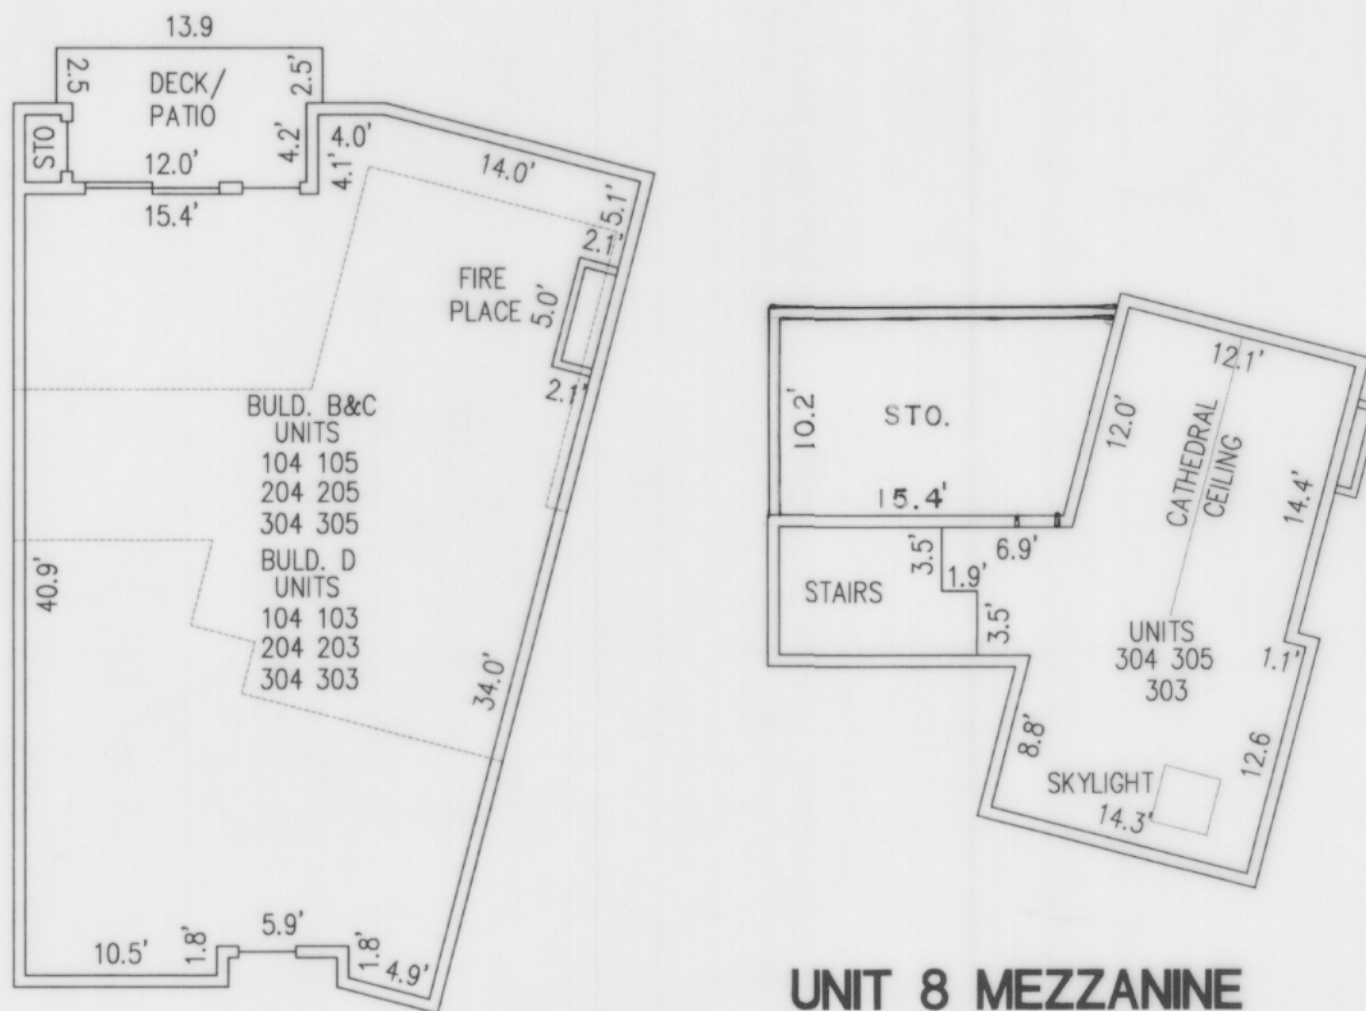 13.9
2.5
DECK/
PATIO
2.5'
STO
12.0'
4.2'
4.0'
4.1'
14.0'
15.4'
5.1'
2.1'
FIRE
PLACE
5.0'
2.1'
BULD. B&C
UNITS
104 105
204 205
304 305
BULD. D
UNITS
104 103
204 203
304 303
40.9'
34.0'
10.5'
1.8'
5.9'
1.8'
4.9'
12.1'
10.2'
STO.
12.0'
CATHEDRAL
CEILING
14.4'
15.4'
3.5'
6.9'
1.9'
STAIRS
3.5'
UNITS
304 305
303
1.1'
8.8'
12.6
SKYLIGHT
14.3'
UNIT 8 MEZZANINE